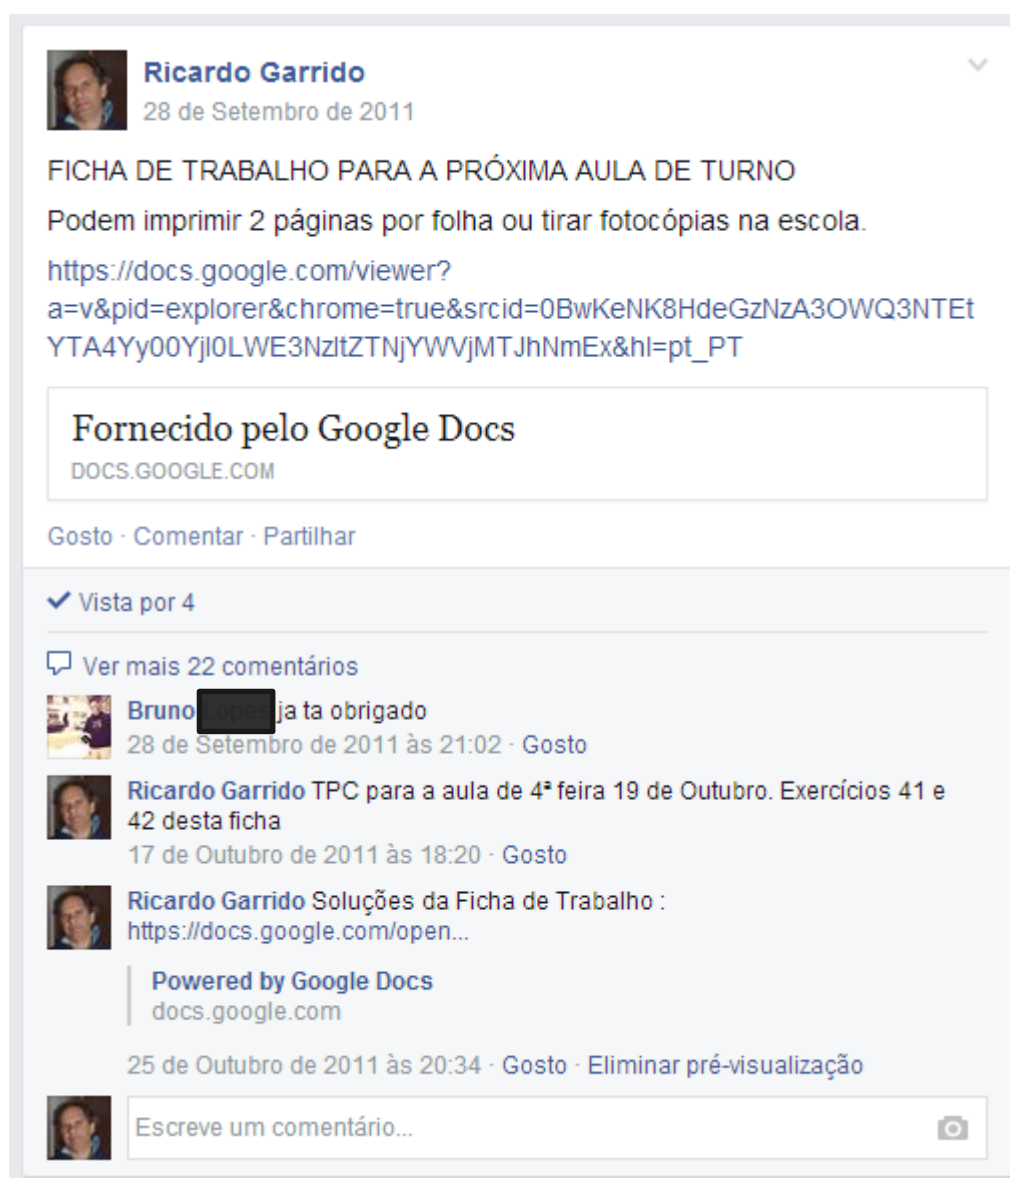 Ricardo Garrido
28 de Setembro de 2011
FICHA DE TRABALHO PARA A PRÓXIMA AULA DE TURNO
Podem imprimir 2 páginas por folha ou tirar fotocópias na escola.
https://docs.google.com/viewer?
a=v&pid=explorer&chrome=true&srcid=0BwKeNK8HdeGzNzA3OWQ3NTEt
YTA4Yy00YjI0LWE3NzItZTNjYWVjMTJhNmEx&hl=pt_PT
Fornecido pelo Google Docs
DOCS.GOOGLE.COM
Gosto · Comentar · Partilhar
Vista por 4
Ver mais 22 comentários
Bruno ja ta obrigado
28 de Setembro de 2011 às 21:02 · Gosto
Ricardo Garrido TPC para a aula de 4ª feira 19 de Outubro. Exercícios 41 e
42 desta ficha
17 de Outubro de 2011 às 18:20 · Gosto
Ricardo Garrido Soluções da Ficha de Trabalho :
https://docs.google.com/open...
Powered by Google Docs
docs.google.com
25 de Outubro de 2011 às 20:34 · Gosto · Eliminar pré-visualização
Escreve um comentário...